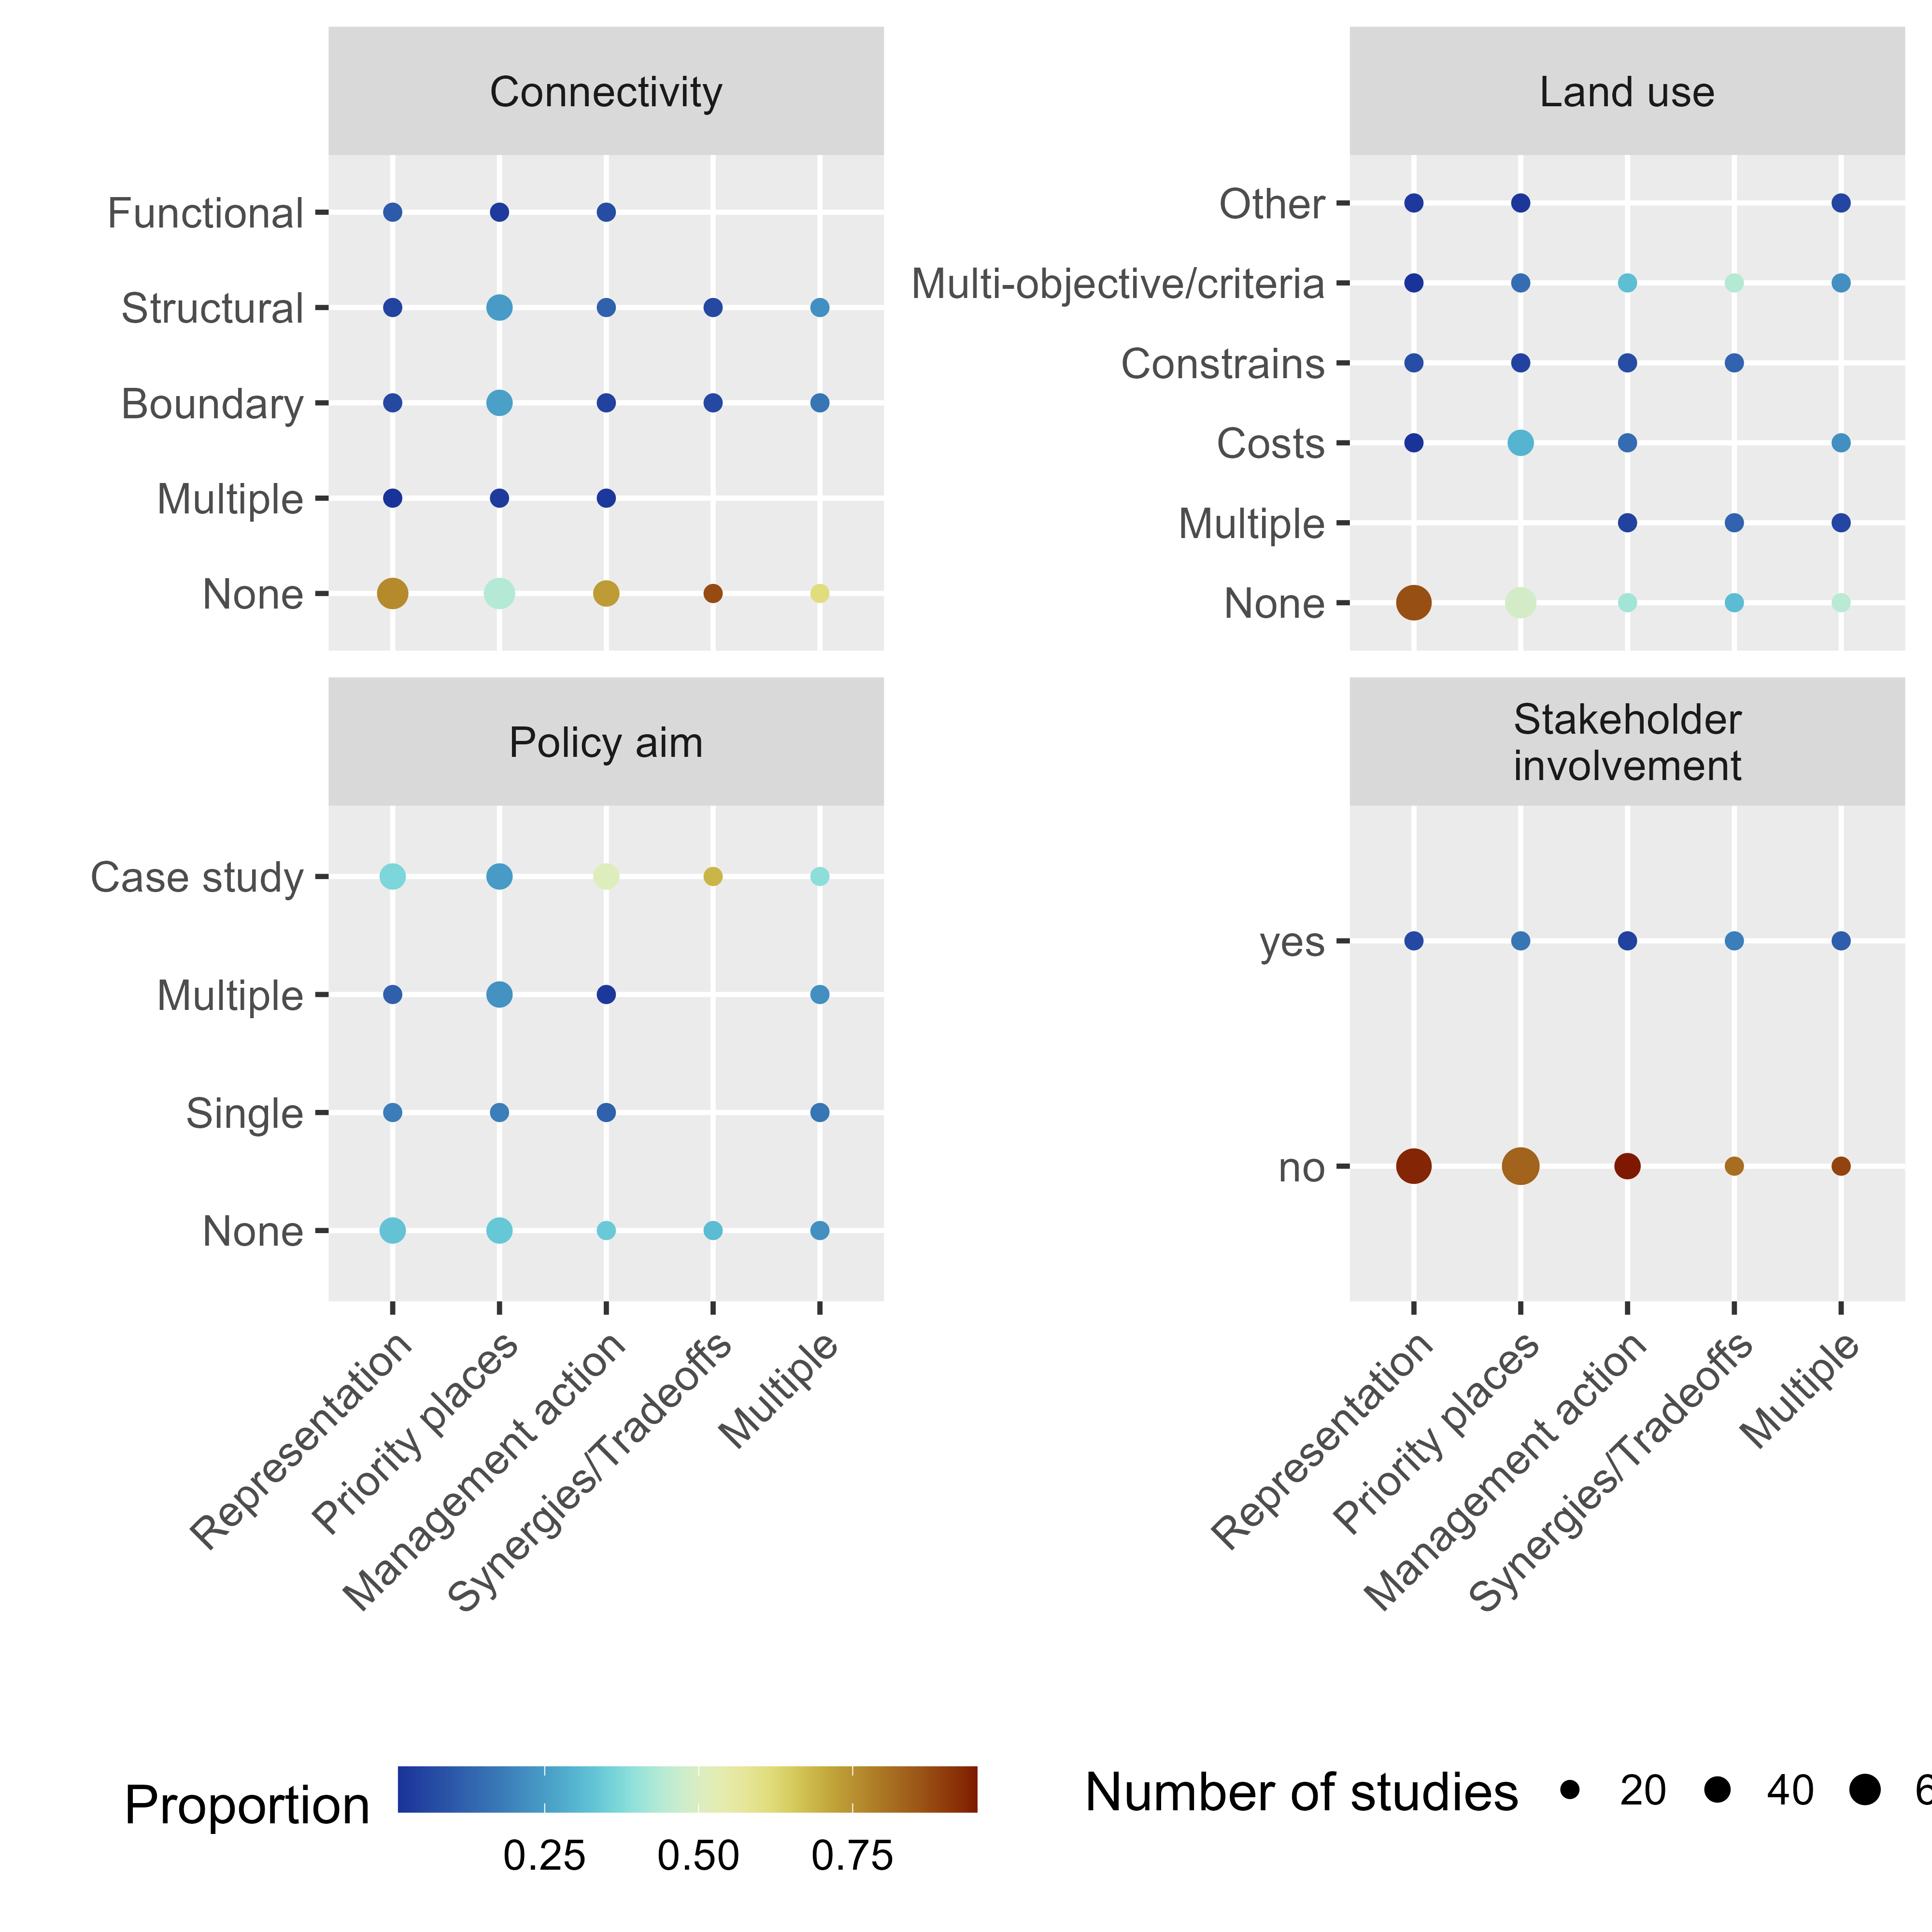 Connectivity
Functional
Structural
Boundary
Multiple
None
Land use
Other
Multi-objective/criteria
Constrains
Costs
Multiple
None
Policy aim
Case study
Multiple
Single
None
Representation
Priority places
Management action
Synergies/Tradeoffs
Multiple
Stakeholder
involvement
yes
no
Representation
Priority places
Management action
Synergies/Tradeoffs
Multiple
Proportion
0.25 0.50 0.75
Number of studies 20 40